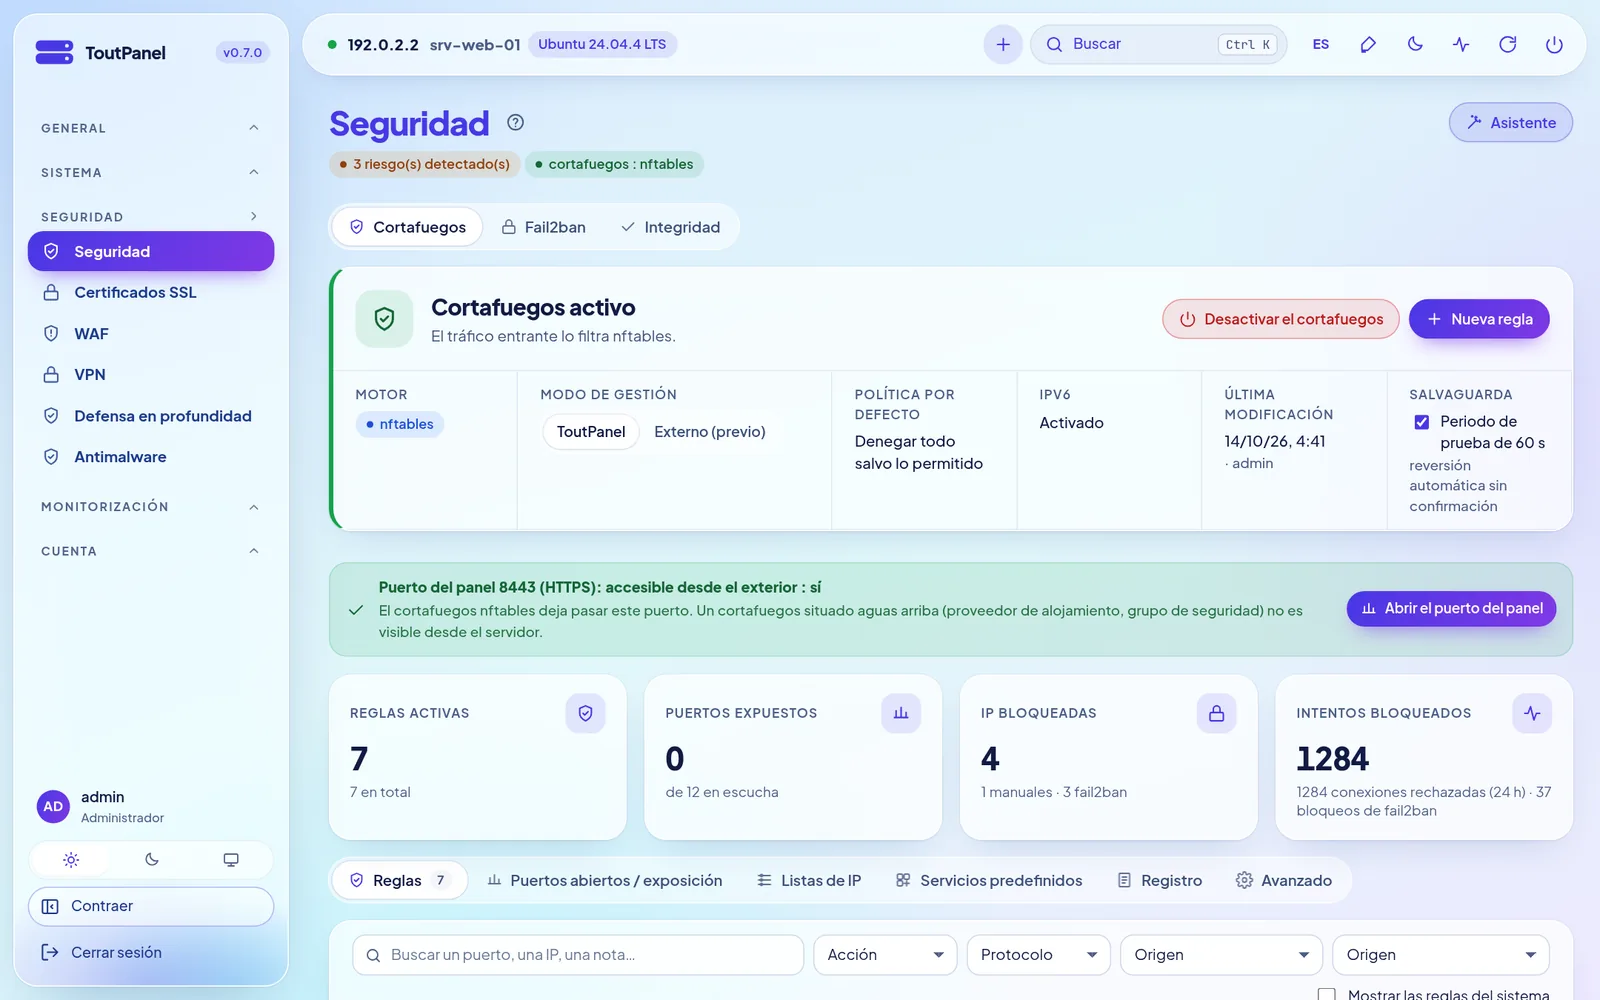 ToutPanel v0.7.0
GENERAL
SISTEMA
SEGURIDAD
Seguridad
Certificados SSL
WAF
VPN
Defensa en profundidad
Antimalware
MONITORIZACIÓN
CUENTA
AD admin
Administrador
Contraer
Cerrar sesión
192.0.2.2 srv-web-01 Ubuntu 24.04.4 LTS
Buscar Ctrl K
ES
Seguridad
Asistente
3 riesgo(s) detectado(s) cortafuegos : nftables
Cortafuegos Fail2ban Integridad
Cortafuegos activo
El tráfico entrante lo filtra nftables.
Desactivar el cortafuegos
Nueva regla
MOTOR
nftables
MODO DE GESTIÓN
ToutPanel Externo (previo)
POLÍTICA POR
DEFECTO
Denegar todo
salvo lo permitido
IPV6
Activado
ÚLTIMA
MODIFICACIÓN
14/10/26, 4:41
· admin
SALVAGUARDA
Periodo de
prueba de 60 s
reversión
automática sin
confirmación
Puerto del panel 8443 (HTTPS): accesible desde el exterior : sí
El cortafuegos nftables deja pasar este puerto. Un cortafuegos situado aguas arriba (proveedor de alojamiento, grupo de seguridad) no es
visible desde el servidor.
Abrir el puerto del panel
REGLAS ACTIVAS
7
7 en total
PUERTOS EXPUESTOS
0
de 12 en escucha
IP BLOQUEADAS
4
1 manuales · 3 fail2ban
INTENTOS BLOQUEADOS
1284
1284 conexiones rechazadas (24 h) · 37
bloqueos de fail2ban
Reglas 7 Puertos abiertos / exposición Listas de IP Servicios predefinidos Registro Avanzado
Buscar un puerto, una IP, una nota... Acción Protocolo Origen Origen
Mostrar las reglas del sistema